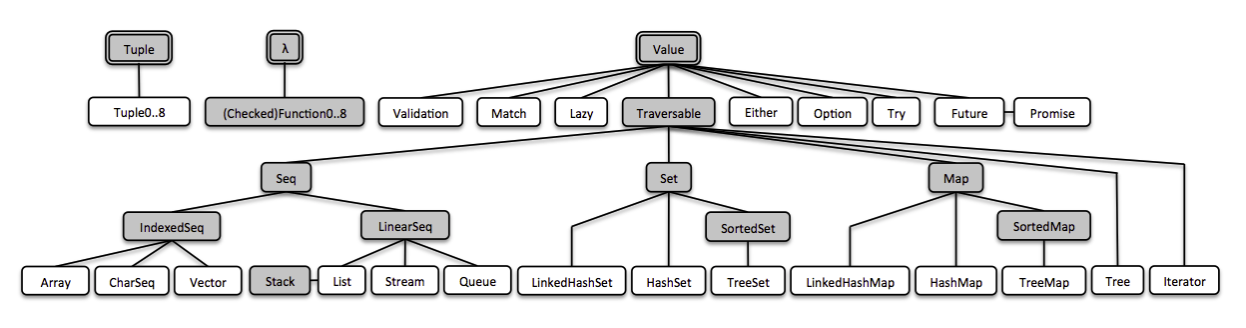 Tuple
λ
Value
Tuple0..8
(Checked)Function0..8
Validation
Match
Lazy
Traversable
Either
Option
Try
Future
Promise
Seq
Set
Map
IndexedSeq
LinearSeq
SortedSet
SortedMap
Array
CharSeq
Vector
Stack
List
Stream
Queue
LinkedHashSet
HashSet
TreeSet
LinkedHashMap
HashMap
TreeMap
Tree
Iterator